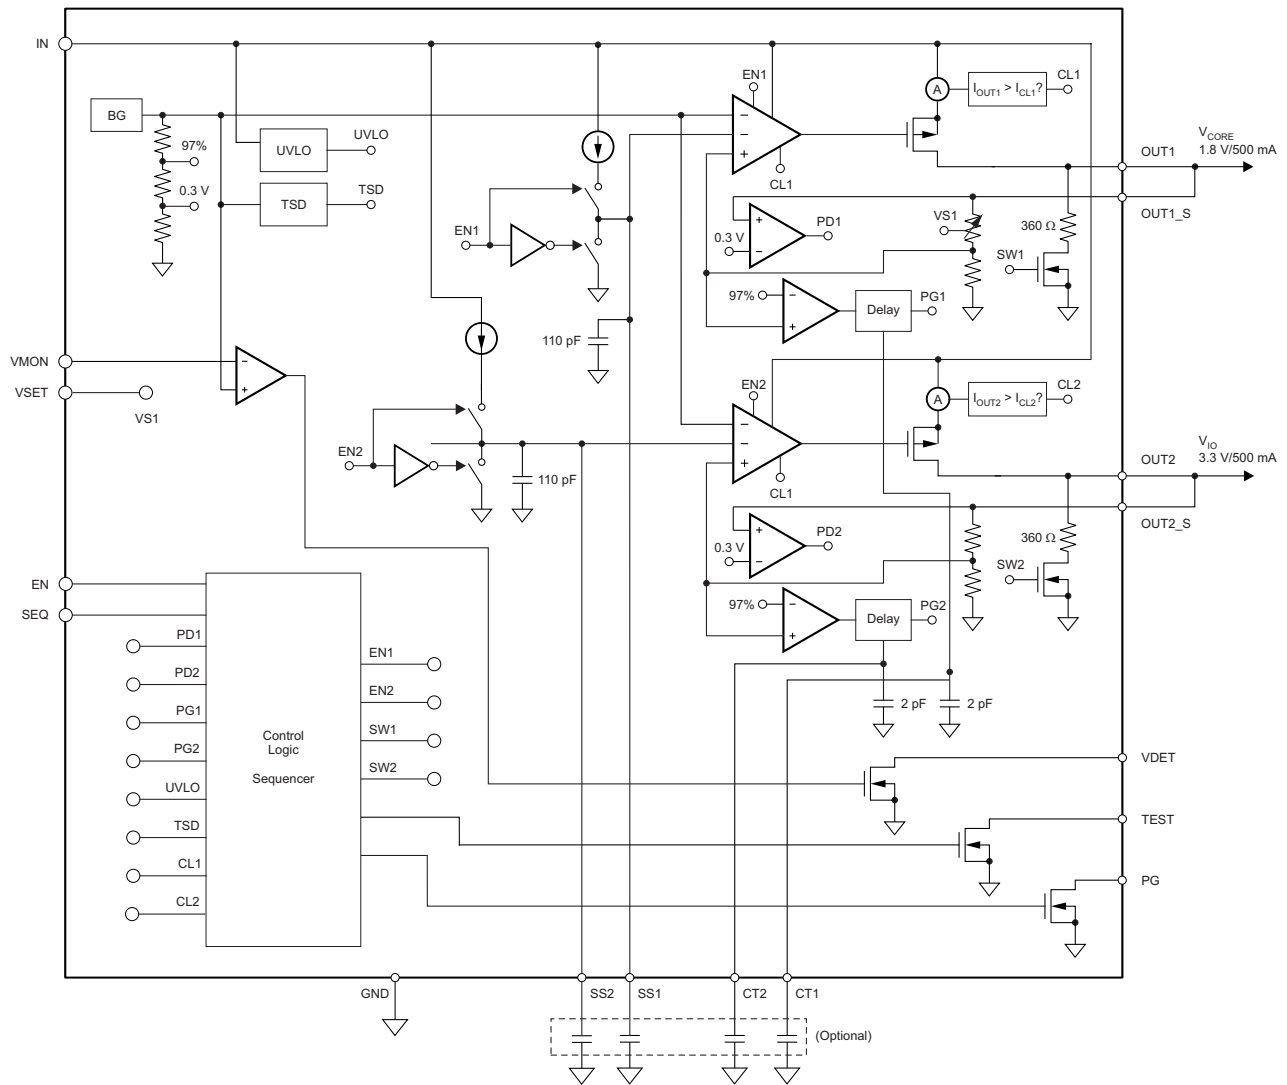 IN
BG
97%
0.3 V
UVLO
UVLO
TSD
TSD
EN1
EN1
CL1
A
IOUT1 > ICL1?
CL1
OUT1
VCORE
1.8 V/500 mA
OUT1_S
0.3 V
PD1
VS1
360 Ω
SW1
97%
Delay
PG1
110 pF
VMON
VSET
VS1
EN2
110 pF
EN2
CL1
A
IOUT2 > ICL2?
CL2
OUT2
VIO
3.3 V/500 mA
OUT2_S
0.3 V
PD2
360 Ω
SW2
97%
Delay
PG2
2 pF
2 pF
EN
SEQ
PD1
PD2
PG1
PG2
UVLO
TSD
CL1
CL2
Control
Logic
Sequencer
EN1
EN2
SW1
SW2
VDET
TEST
PG
GND
SS2
SS1
CT2
CT1
(Optional)